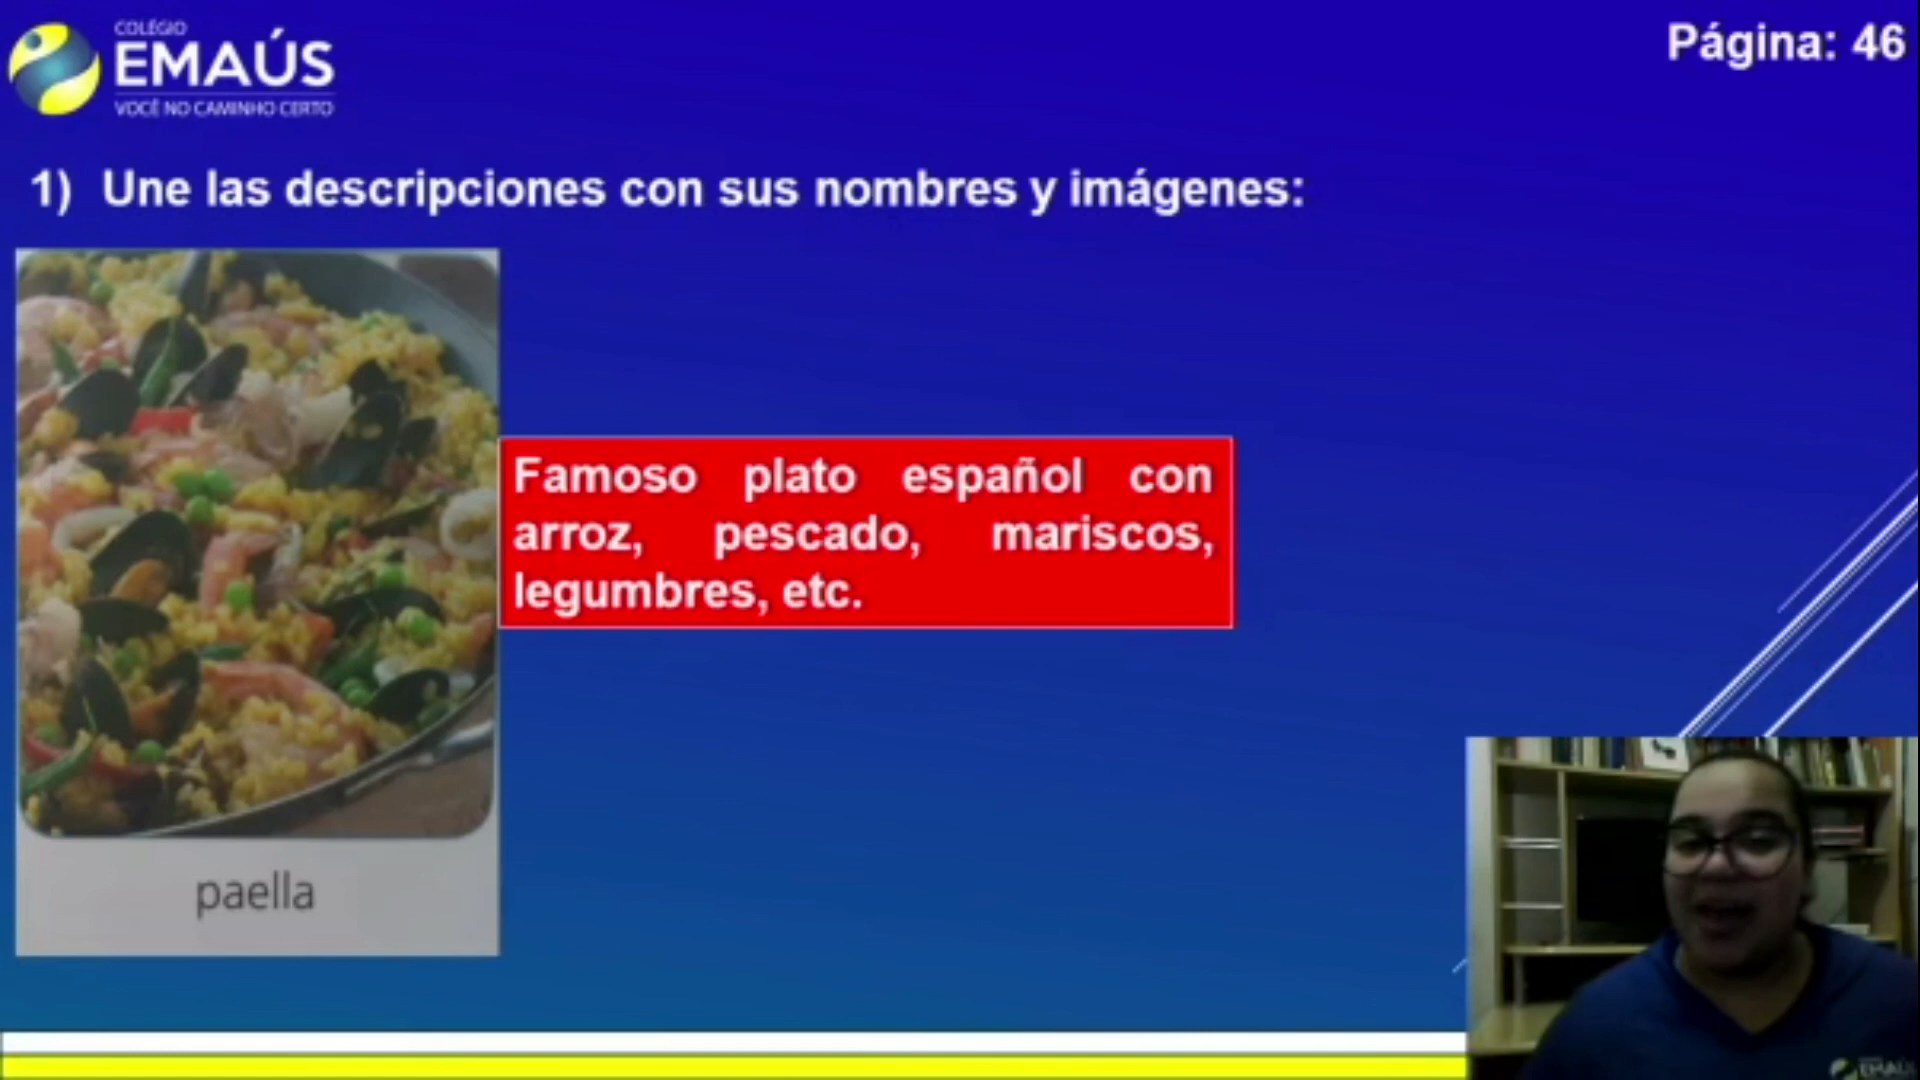 COLÉGIO
EMAÚS
VOCÊ NO CAMINHO CERTO
Página: 46
1) Une las descripciones con sus nombres y imágenes:
Famoso plato español con
arroz, pescado, mariscos,
legumbres, etc.
paella
EMAÚS